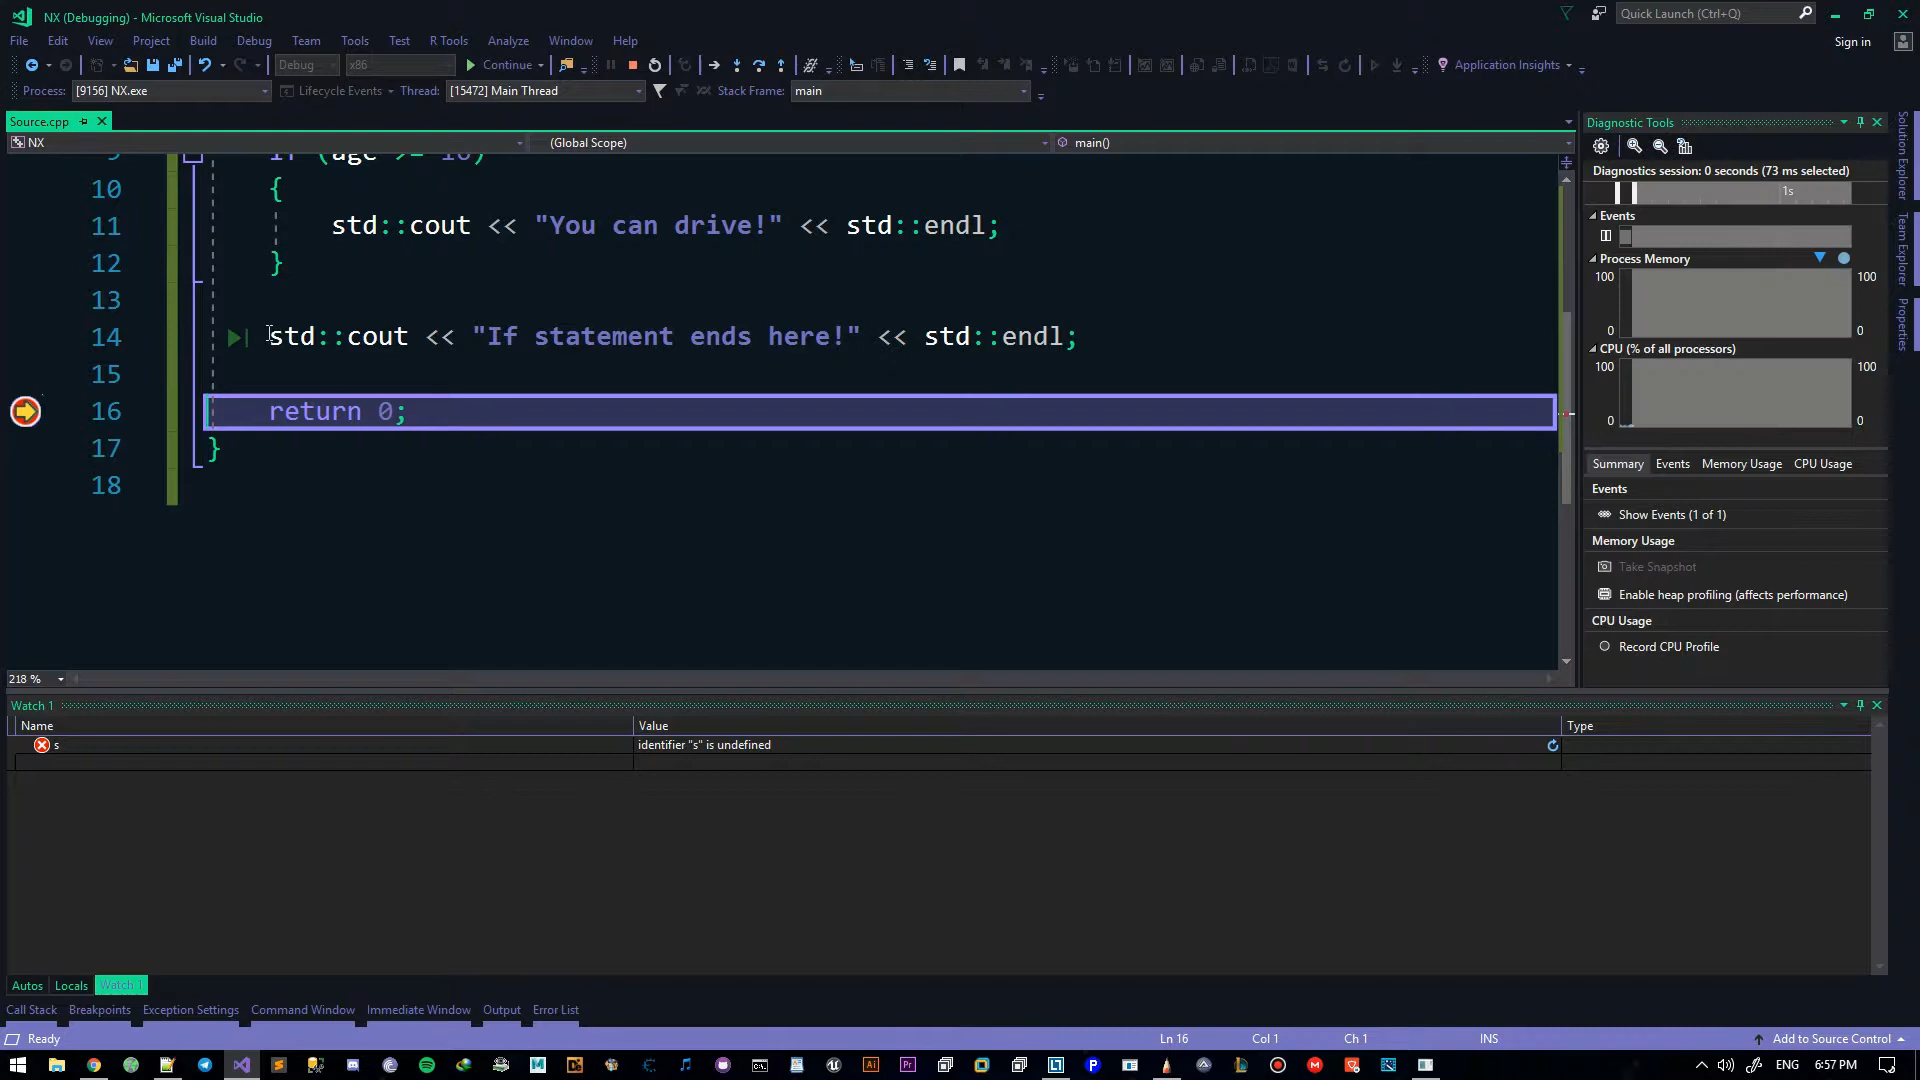 NX (Debugging) - Microsoft Visual Studio
Quick Launch (Ctrl+Q)
File Edit View Project Build Debug Team Tools Test R Tools Analyze Window Help
Sign in
Debug x86 Continue Application Insights
Process: [9156] NX.exe Lifecycle Events Thread: [15472] Main Thread Stack Frame: main
Source.cpp
NX (Global Scope) main()
10 {
11 std::cout << "You can drive!" << std::endl;
12 }
13
14 std::cout << "If statement ends here!" << std::endl;
15
16 return 0;
17 }
18
218 %
Diagnostic Tools
Diagnostics session: 0 seconds (73 ms selected)
1s
Events
Process Memory
100 100
0 0
CPU (% of all processors)
100 100
0 0
Summary Events Memory Usage CPU Usage
Events
Show Events (1 of 1)
Memory Usage
Take Snapshot
Enable heap profiling (affects performance)
CPU Usage
Record CPU Profile
Solution Explorer
Team Explorer
Properties
Watch 1
Name Value Type
s identifier "s" is undefined
Autos Locals Watch 1
Call Stack Breakpoints Exception Settings Command Window Immediate Window Output Error List
Ready Ln 16 Col 1 Ch 1 INS Add to Source Control
ENG 6:57 PM